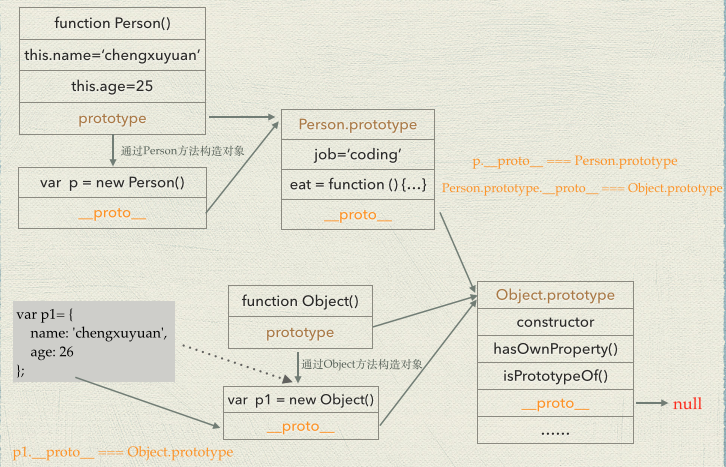 function Person()
this.name=‘chengxuyuan’
this.age=25
prototype
通过Person方法构造对象
var p = new Person()
__proto__
Person.prototype
job=‘coding’
eat = function () {…}
__proto__
p.__proto__ === Person.prototype
Person.prototype.__proto__ === Object.prototype
var p1= {
name: 'chengxuyuan',
age: 26
};
function Object()
prototype
通过Object方法构造对象
var p1 = new Object()
__proto__
Object.prototype
constructor
hasOwnProperty()
isPrototypeOf()
__proto__
……
null
p1.__proto__ === Object.prototype